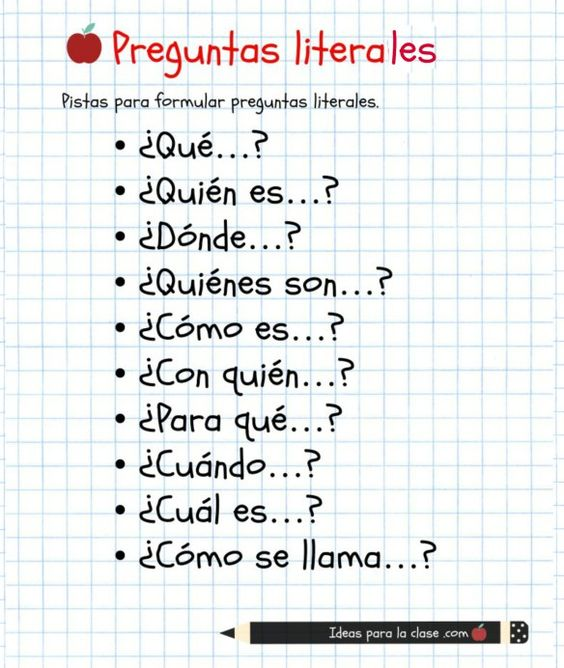 Preguntas literales
Pistas para formular preguntas literales.
• ¿Qué...?
• ¿Quién es...?
• ¿Dónde...?
• ¿Quiénes son...?
• ¿Cómo es...?
• ¿Con quién...?
• ¿Para qué...?
• ¿Cuándo...?
• ¿Cuál es...?
• ¿Cómo se llama...?
Ideas para la clase .com